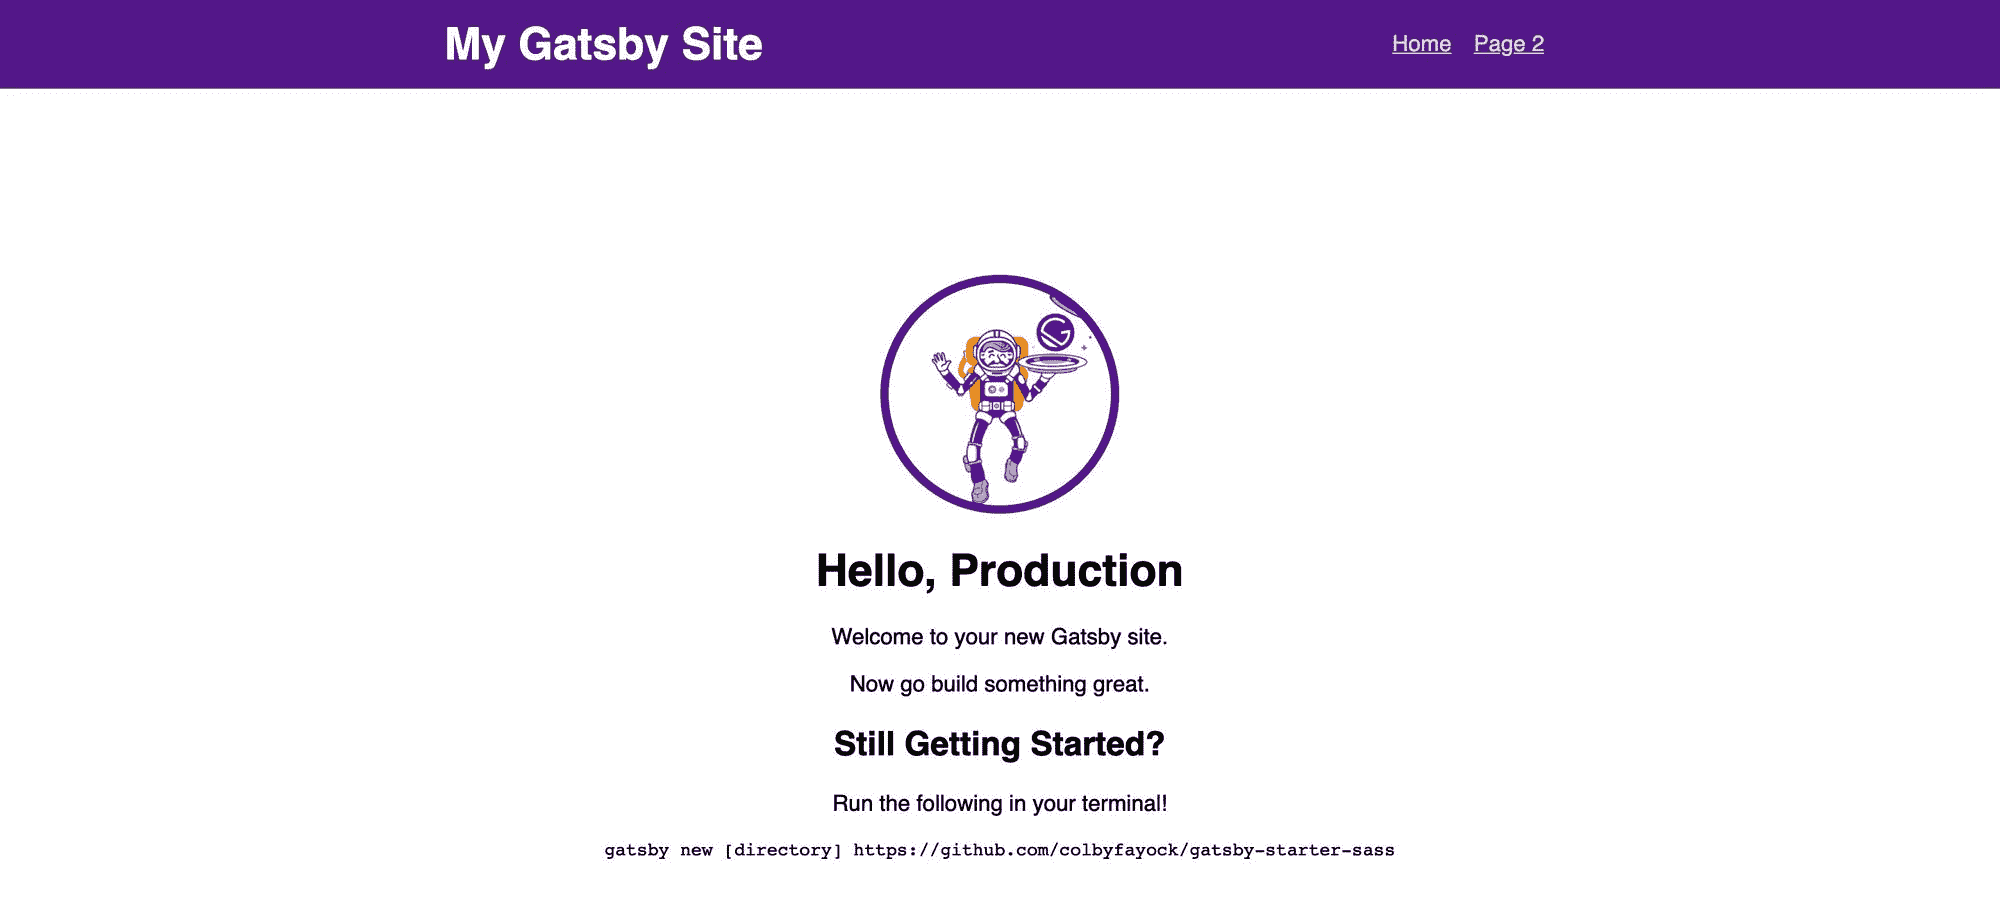 My Gatsby Site
Home Page 2
Hello, Production
Welcome to your new Gatsby site.
Now go build something great.
Still Getting Started?
Run the following in your terminal!
gatsby new [directory] https://github.com/colbyfayock/gatsby-starter-sass